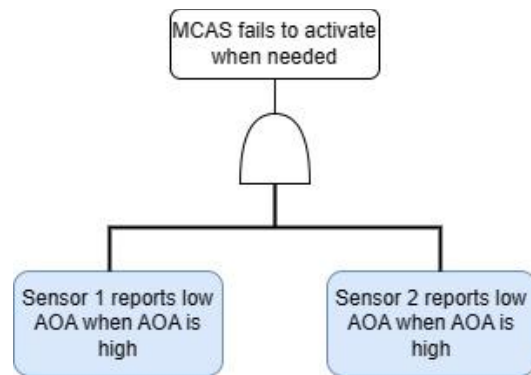 MCAS fails to activate
when needed
Sensor 1 reports low
AOA when AOA is
high
Sensor 2 reports low
AOA when AOA is
high